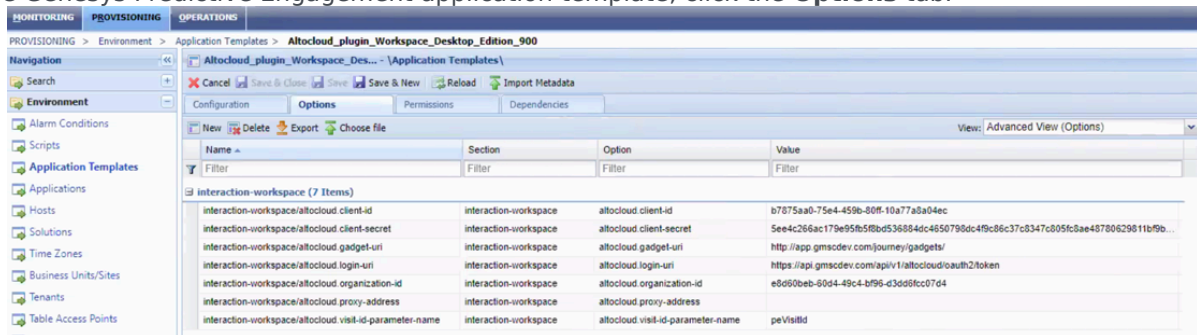 MONITORING PROVISIONING OPERATIONS
PROVISIONING > Environment > Application Templates > Altocloud_plugin_Workspace_Desktop_Edition_900
Navigation
Altocloud_plugin_Workspace_Des... - \Application Templates\
Search
Cancel Save & Close Save Save & New Reload Import Metadata
Environment
Configuration Options Permissions Dependencies
Alarm Conditions
New Delete Export Choose file View: Advanced View (Options)
Scripts
Name Section Option Value
Application Templates
Filter Filter Filter Filter
Applications
interaction-workspace (7 Items)
Hosts
interaction-workspace/altocloud.client-id interaction-workspace altocloud.client-id b7875aa0-75e4-459b-80ff-10a77a8a04ec
Solutions
interaction-workspace/altocloud.client-secret interaction-workspace altocloud.client-secret 5ee4c266ac179e95fb5f8bd536884dc4650798dc4f9c86c37c8347c805fc8ae48780629811bf9b...
interaction-workspace/altocloud.gadget-uri interaction-workspace altocloud.gadget-uri http://app.gmscdev.com/journey/gadgets/
Time Zones
interaction-workspace/altocloud.login-uri interaction-workspace altocloud.login-uri https://api.gmscdev.com/api/v1/altocloud/oauth2/token
Business Units/Sites
interaction-workspace/altocloud.organization-id interaction-workspace altocloud.organization-id e8d60beb-60d4-49c4-bf96-d3dd6fcc07d4
Tenants
interaction-workspace/altocloud.proxy-address interaction-workspace altocloud.proxy-address
Table Access Points
interaction-workspace/altocloud.visit-id-parameter-name interaction-workspace altocloud.visit-id-parameter-name peVisitId